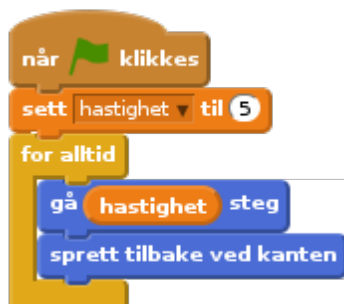 når klikkes
sett hastighet til 5
for alltid
gå hastighet steg
sprett tilbake ved kanten